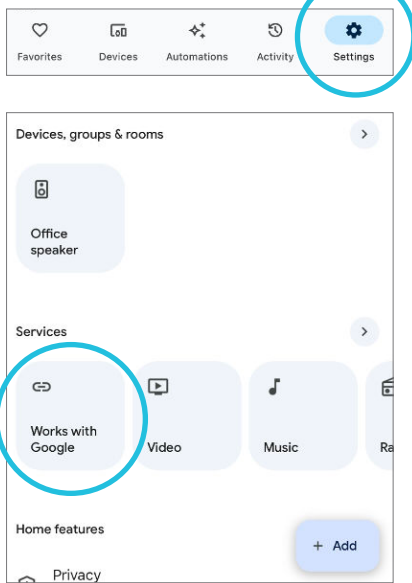 Favorites Devices Automations Activity Settings
Devices, groups & rooms
Office
speaker
Services
Works with
Google
Video
Music
Ra
Home features
+ Add
Privacy